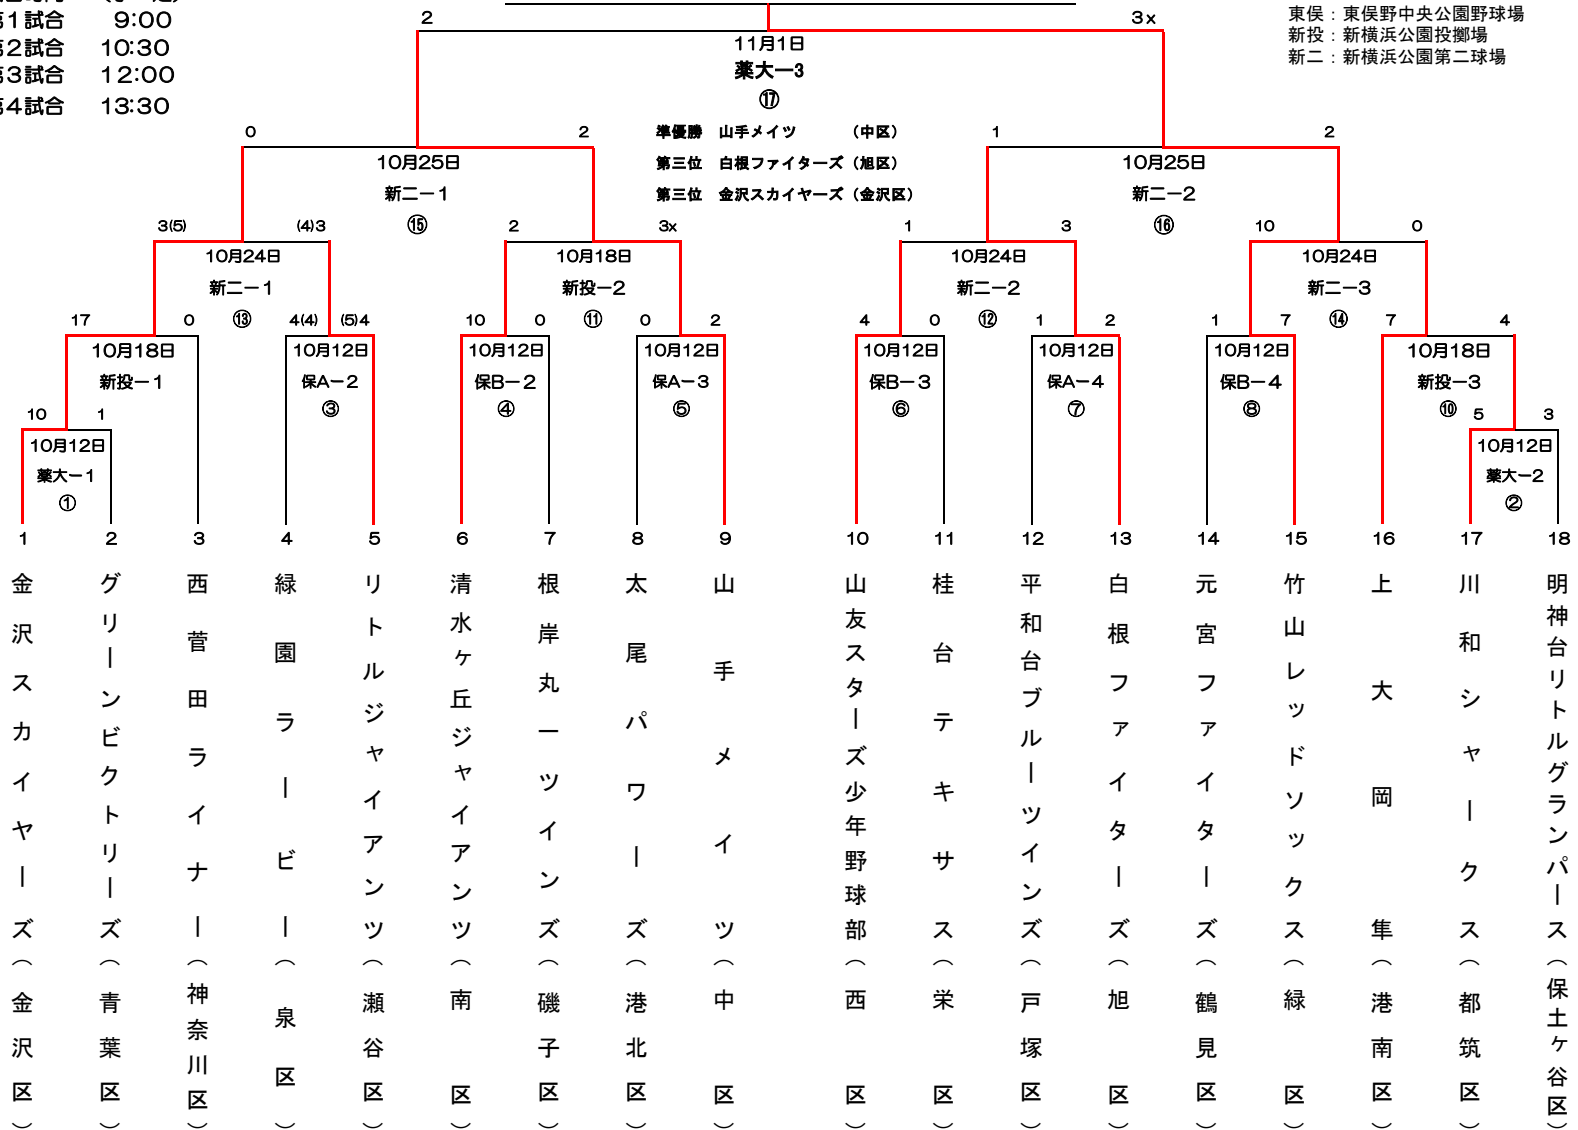 第1試合 9:00
第2試合 10:30
第3試合 12:00
第4試合 13:30
東俣：東俣野中央公園野球場
新投：新横浜公園投擲場
新二：新横浜公園第二球場
2 3x
11月1日
薬大ー3
⑰
準優勝 山手メイツ （中区）
第三位 白根ファイターズ（旭区）
第三位 金沢スカイヤーズ（金沢区）
0 2 1 2
10月25日 10月25日
新二ー1 新二ー2
⑮ ⑯
3(5) (4)3 2 3x 1 3 10 0
10月24日 10月18日 10月24日 10月24日
新二ー1 新投ー2 新二ー2 新二ー3
⑬ ⑪ ⑫ ⑭
17 0 4(4) (5)4 10 0 0 2 4 0 1 2 1 7 7 4
10月18日 10月12日 10月12日 10月12日 10月12日 10月12日 10月12日 10月18日
新投ー1 保A－2 保B－2 保A－3 保B－3 保A－4 保B－4 新投ー3
③ ④ ⑤ ⑥ ⑦ ⑧ ⑩
10 1 5 3
10月12日 10月12日
薬大ー1 薬大ー2
① ②
1 2 3 4 5 6 7 8 9 10 11 12 13 14 15 16 17 18
金沢スカイヤーズ（金沢区）
グリーンビクトリーズ（青葉区）
西菅田ライナー（神奈川区）
緑園ラービー（泉区）
リトルジャイアンツ（瀬谷区）
清水ヶ丘ジャイアンツ（南区）
根岸丸一ツインズ（磯子区）
太尾パワーズ（港北区）
山手メイツ（中区）
山友スターズ少年野球部（西区）
桂台テキサス（栄区）
平和台ブルーツインズ（戸塚区）
白根ファイターズ（旭区）
元宮ファイターズ（鶴見区）
竹山レッドソックス（緑区）
上大岡隼（港南区）
川和シャークス（都筑区）
明神台リトルグランパース（保土ヶ谷区）